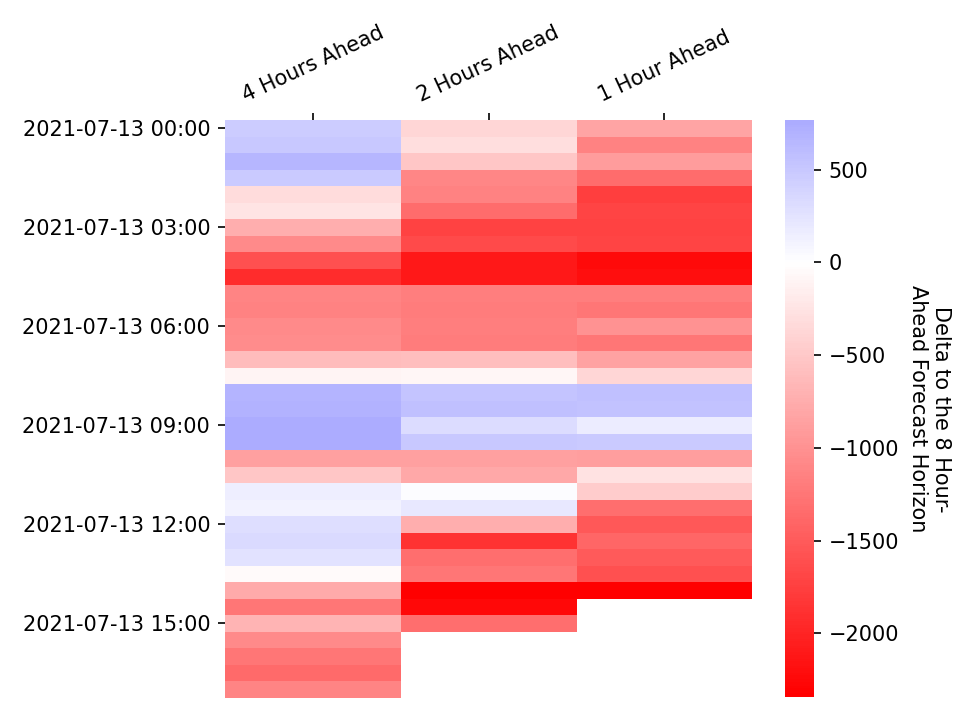 4 Hours Ahead
2 Hours Ahead
1 Hour Ahead
2021-07-13 00:00
2021-07-13 03:00
2021-07-13 06:00
2021-07-13 09:00
2021-07-13 12:00
2021-07-13 15:00
500
0
−500
−1000
−1500
−2000
Delta to the 8 Hour-
Ahead Forecast Horizon